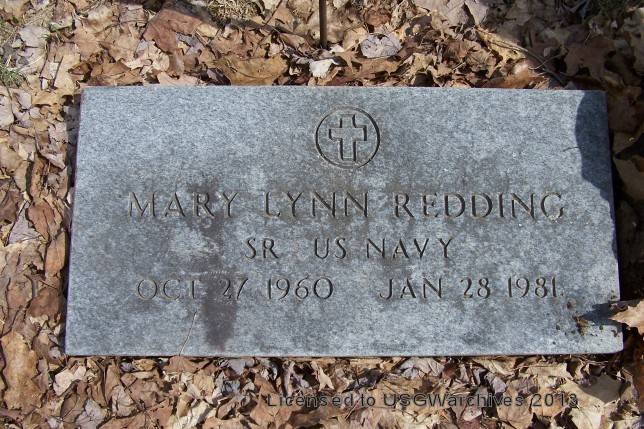 MARY LYNN REDDING
SR US NAVY
OCT 27 1960 JAN 28 1981
Licensed to USGWarchives 2013